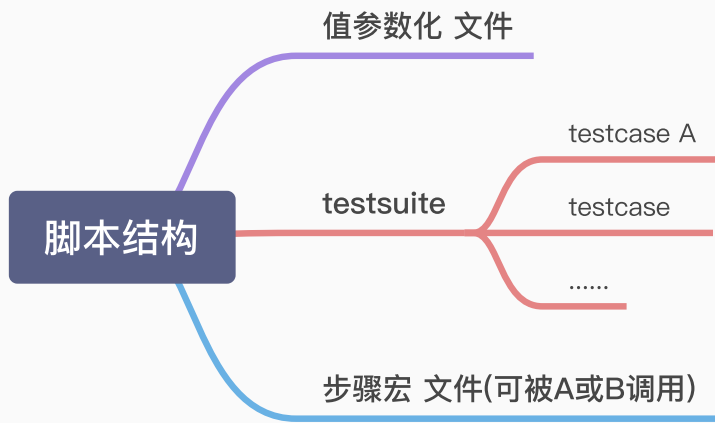 值参数化 文件
testcase A
testsuite
testcase
脚本结构
......
步骤宏 文件(可被A或B调用)